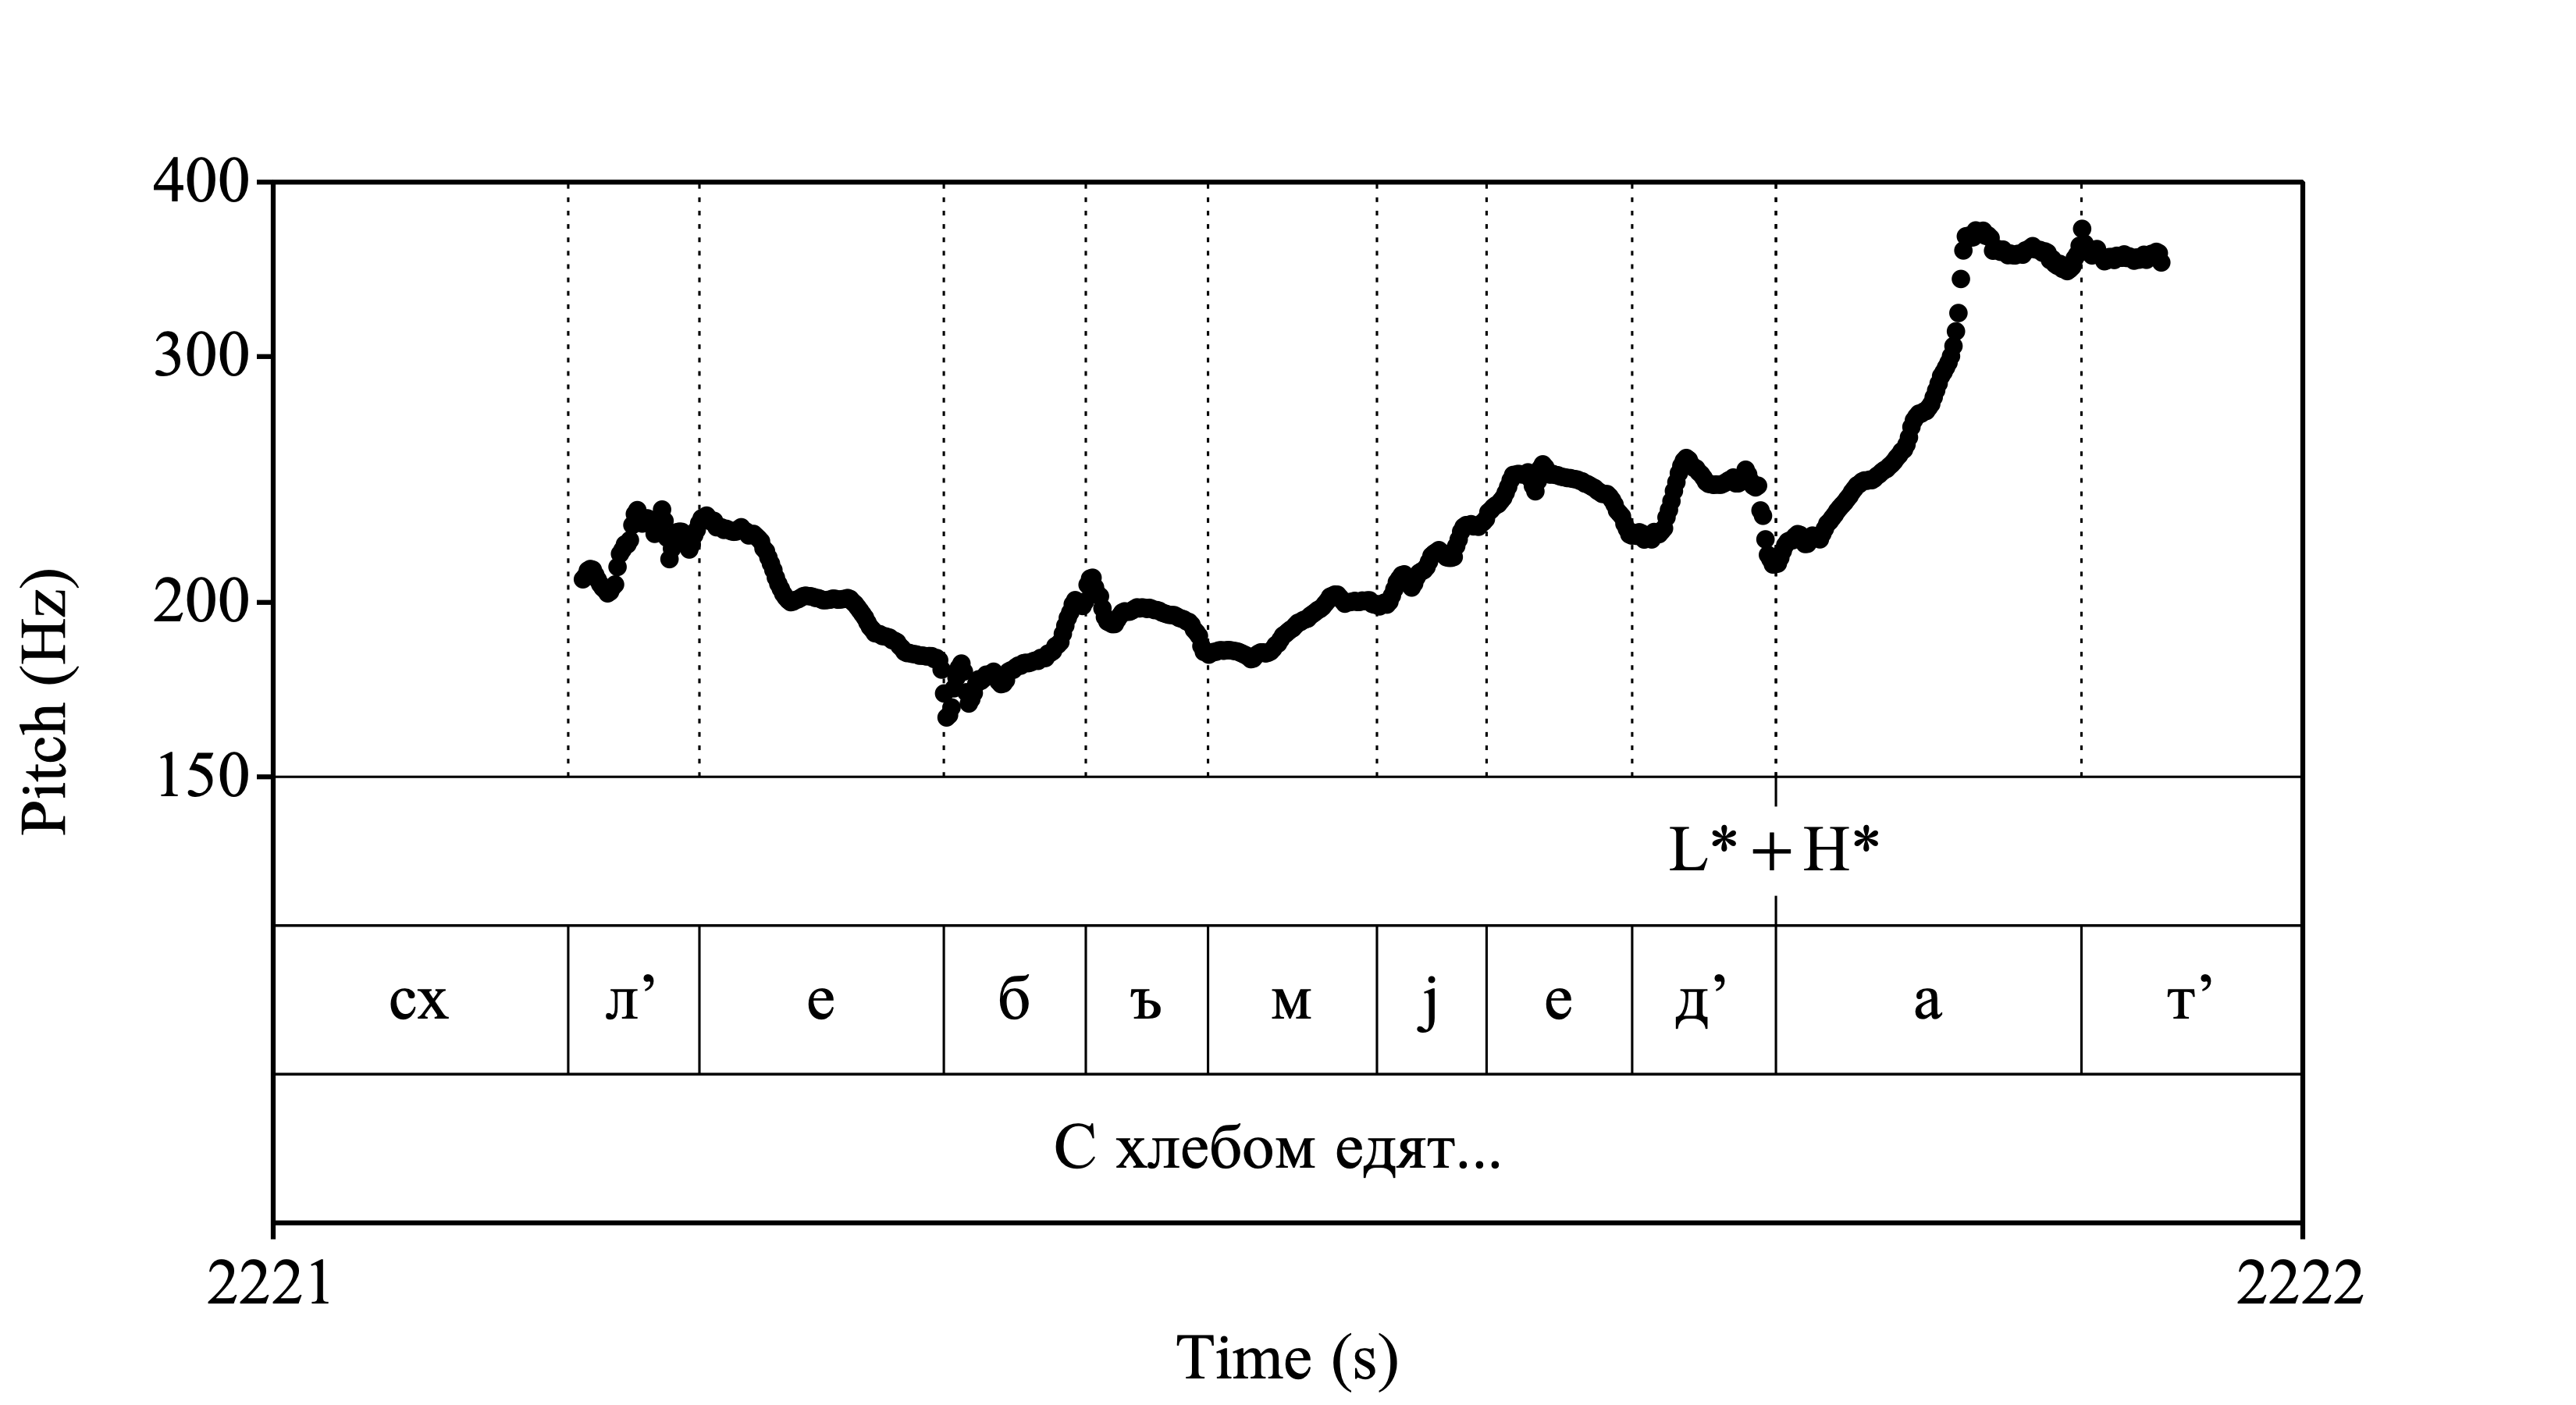 400
300
200
150
Pitch (Hz)
L*+H*
сх л’ е б ъ м j е д’ а т’
С хлебом едят...
2221 2222
Time (s)